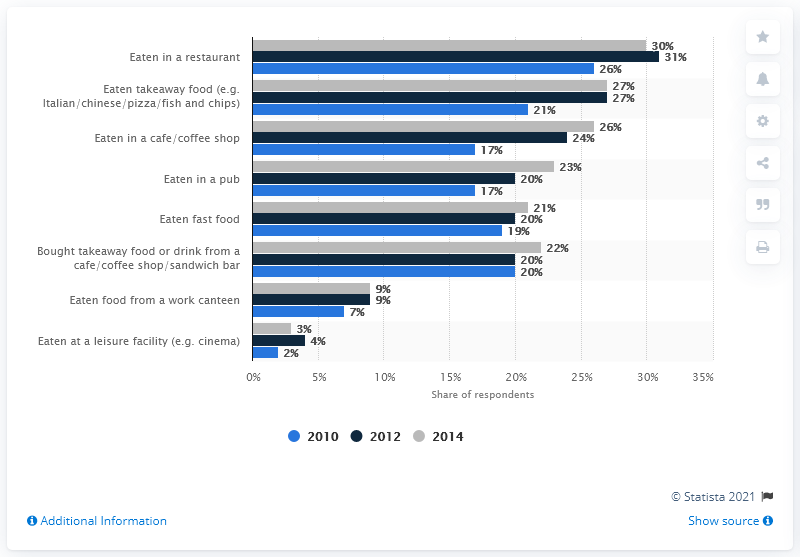 Eaten in a restaurant
30%
31%
26%
Eaten takeaway food (e.g.
Italian/chinese/pizza/fish and chips)
27%
27%
21%
Eaten in a cafe/coffee shop
26%
24%
17%
Eaten in a pub
23%
20%
17%
Eaten fast food
21%
20%
19%
Bought takeaway food or drink from a
cafe/coffee shop/sandwich bar
22%
20%
20%
Eaten food from a work canteen
9%
9%
7%
Eaten at a leisure facility (e.g. cinema)
3%
4%
2%
0% 5% 10% 15% 20% 25% 30% 35%
Share of respondents
2010 2012 2014
© Statista 2021
Additional Information Show source